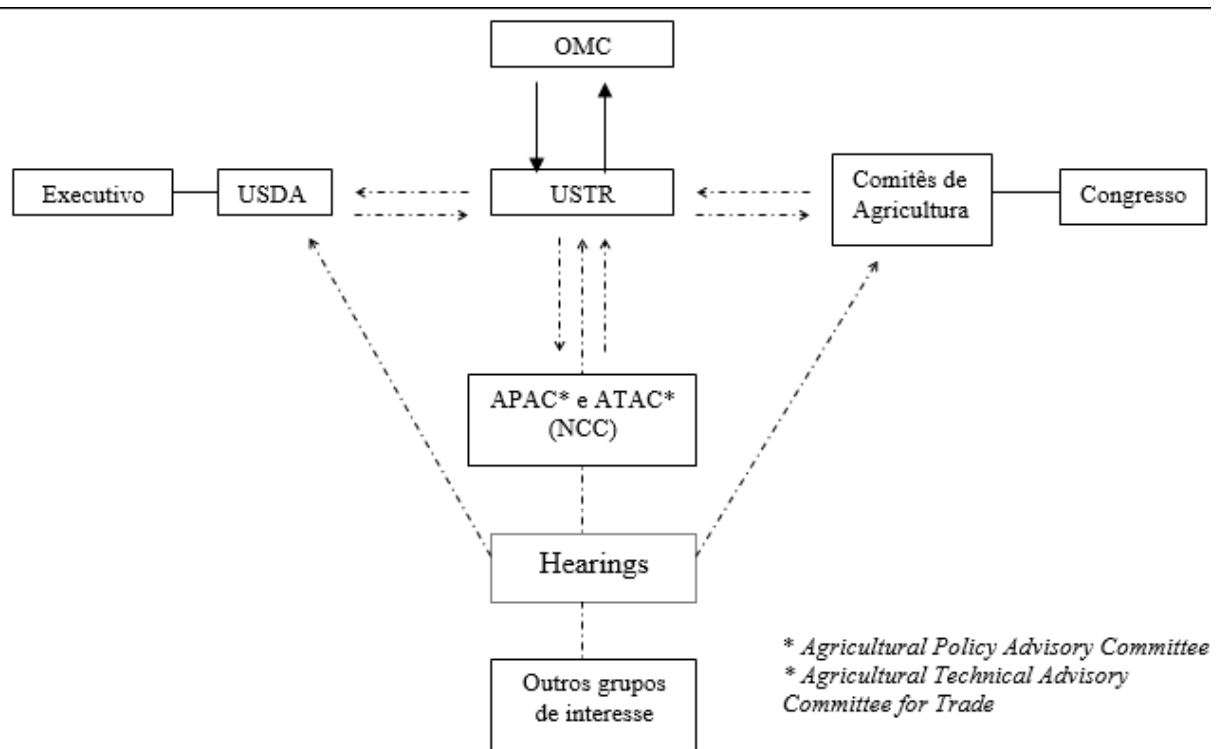 OMC
Executivo
USDA
USTR
Comitês de
Agricultura
Congresso
APAC* e ATAC*
(NCC)
Hearings
Outros grupos
de interesse
* Agricultural Policy Advisory Committee
* Agricultural Technical Advisory
Committee for Trade